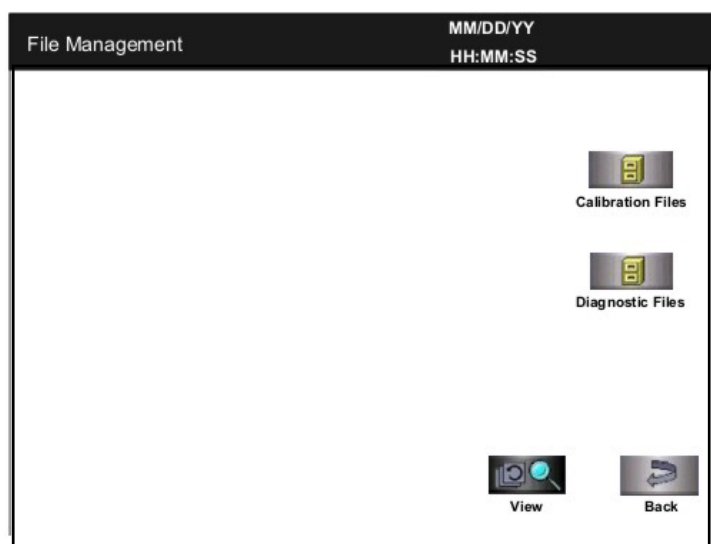 File Management
MM/DD/YY
HH:MM:SS
Calibration Files
Diagnostic Files
View
Back